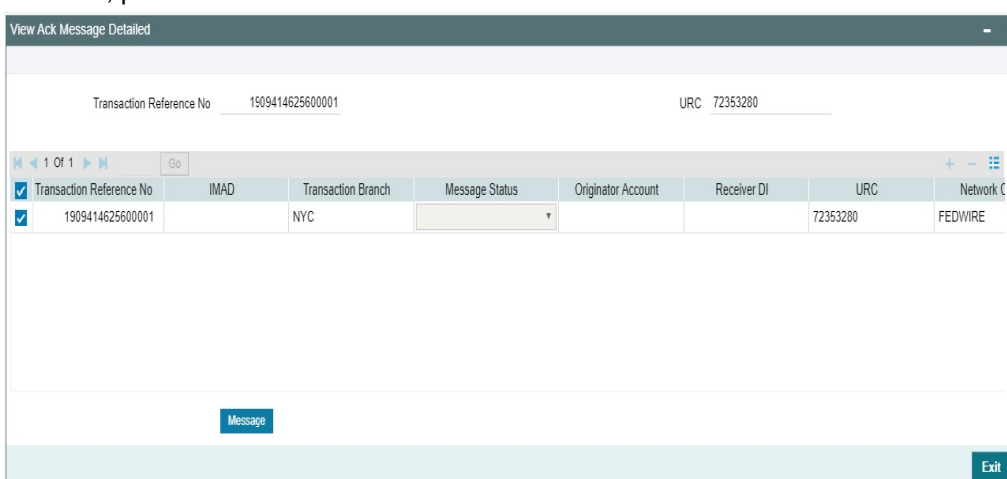 View Ack Message Detailed
Transaction Reference No 1909414625600001 URC 72353280
1 Of 1 Go
Transaction Reference No IMAD Transaction Branch Message Status Originator Account Receiver DI URC Network
1909414625600001 NYC 72353280 FEDWIRE
Message
Exit